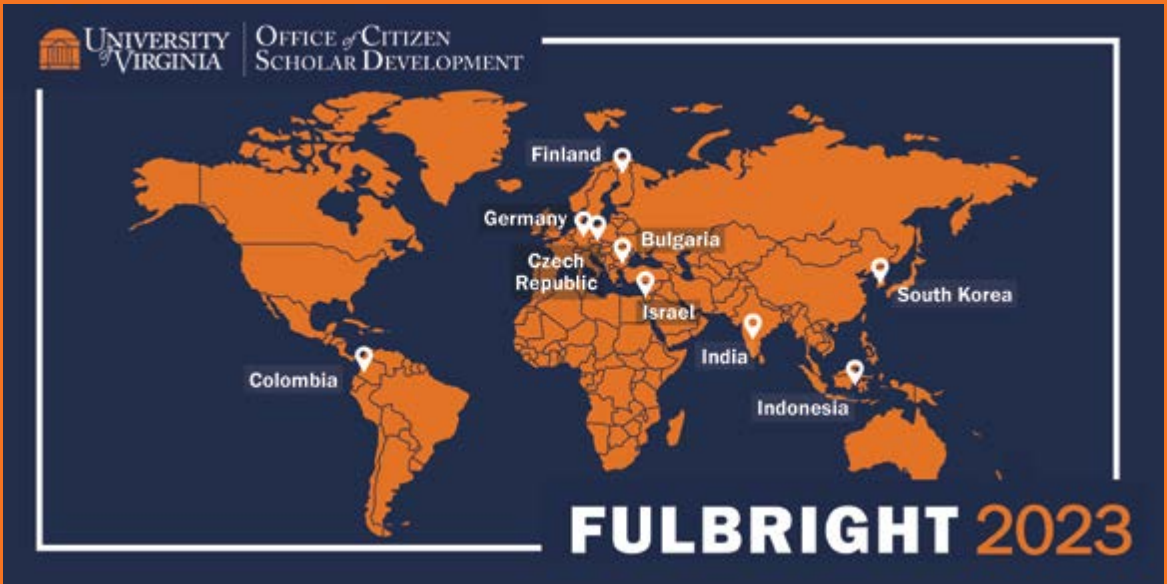 UNIVERSITY
of VIRGINIA
OFFICE of CITIZEN
SCHOLAR DEVELOPMENT
Finland
Germany
Bulgaria
Czech
Republic
Israel
South Korea
India
Colombia
Indonesia
FULBRIGHT 2023